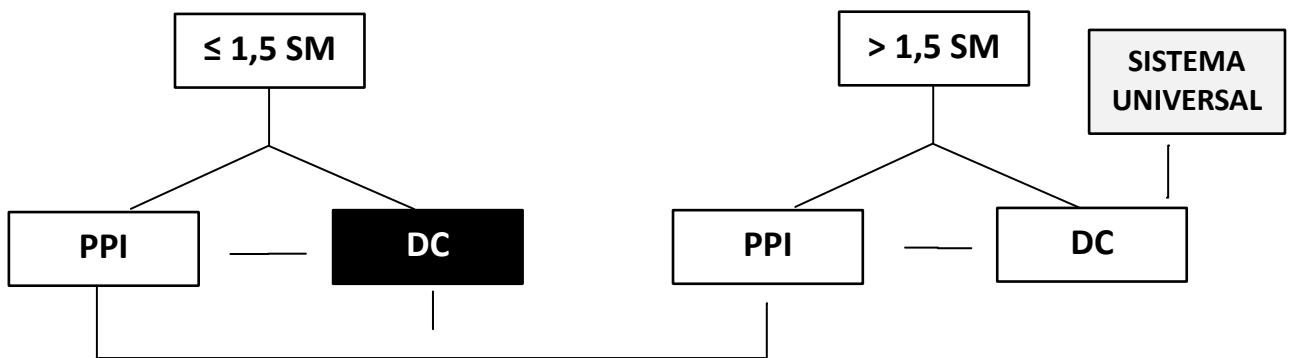 ≤ 1,5 SM
> 1,5 SM
SISTEMA
UNIVERSAL
PPI
DC
PPI
DC